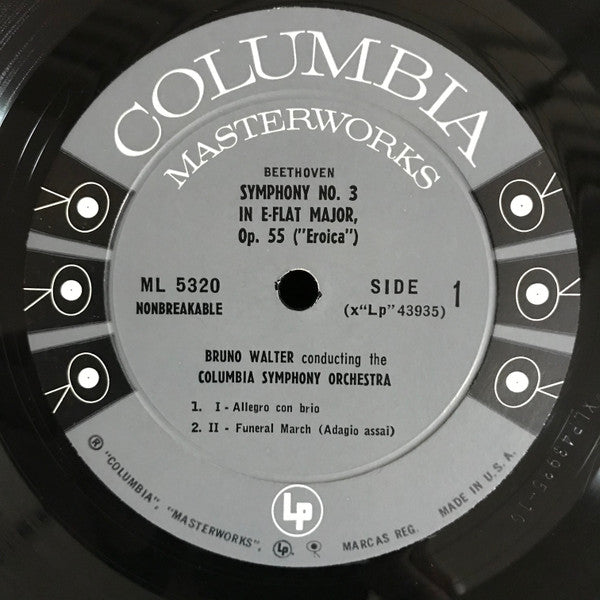 COLUMBIA
MASTERWORKS
BEETHOVEN
SYMPHONY NO. 3
IN E-FLAT MAJOR,
Op. 55 ("Eroica")
ML 5320
NONBREAKABLE
SIDE 1
(x"Lp" 43935)
BRUNO WALTER conducting the
COLUMBIA SYMPHONY ORCHESTRA
1. I - Allegro con brio
2. II - Funeral March (Adagio assai)
Lp
® "COLUMBIA", "MASTERWORKS", Lp, MARCAS REG. MADE IN U.S.A.